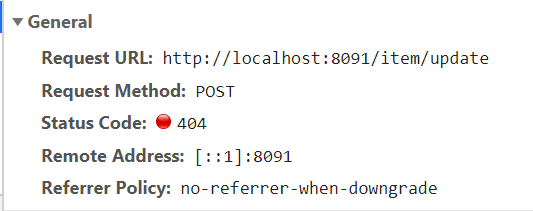 General
Request URL: http://localhost:8091/item/update
Request Method: POST
Status Code: 404
Remote Address: [::1]:8091
Referrer Policy: no-referrer-when-downgrade